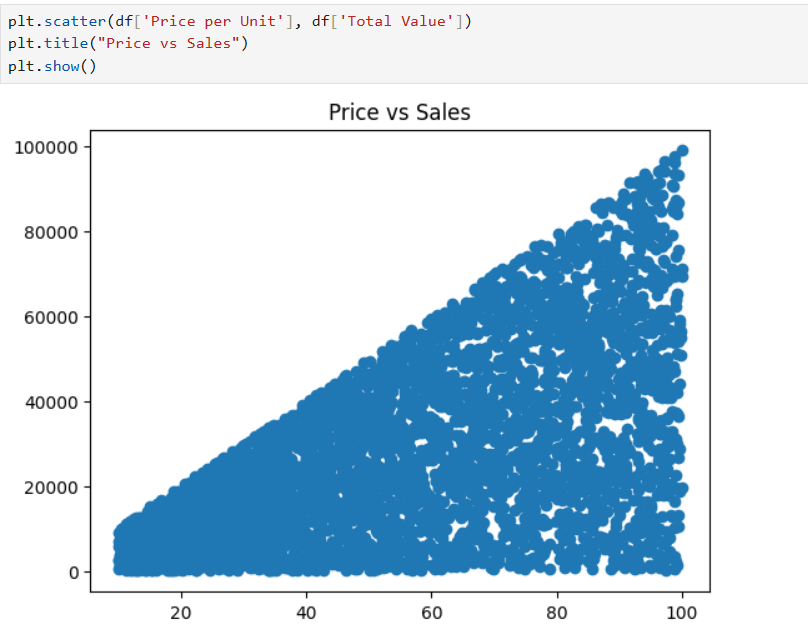 plt.scatter(df['Price per Unit'], df['Total Value'])
plt.title("Price vs Sales")
plt.show()
Price vs Sales
100000
80000
60000
40000
20000
0
20 40 60 80 100